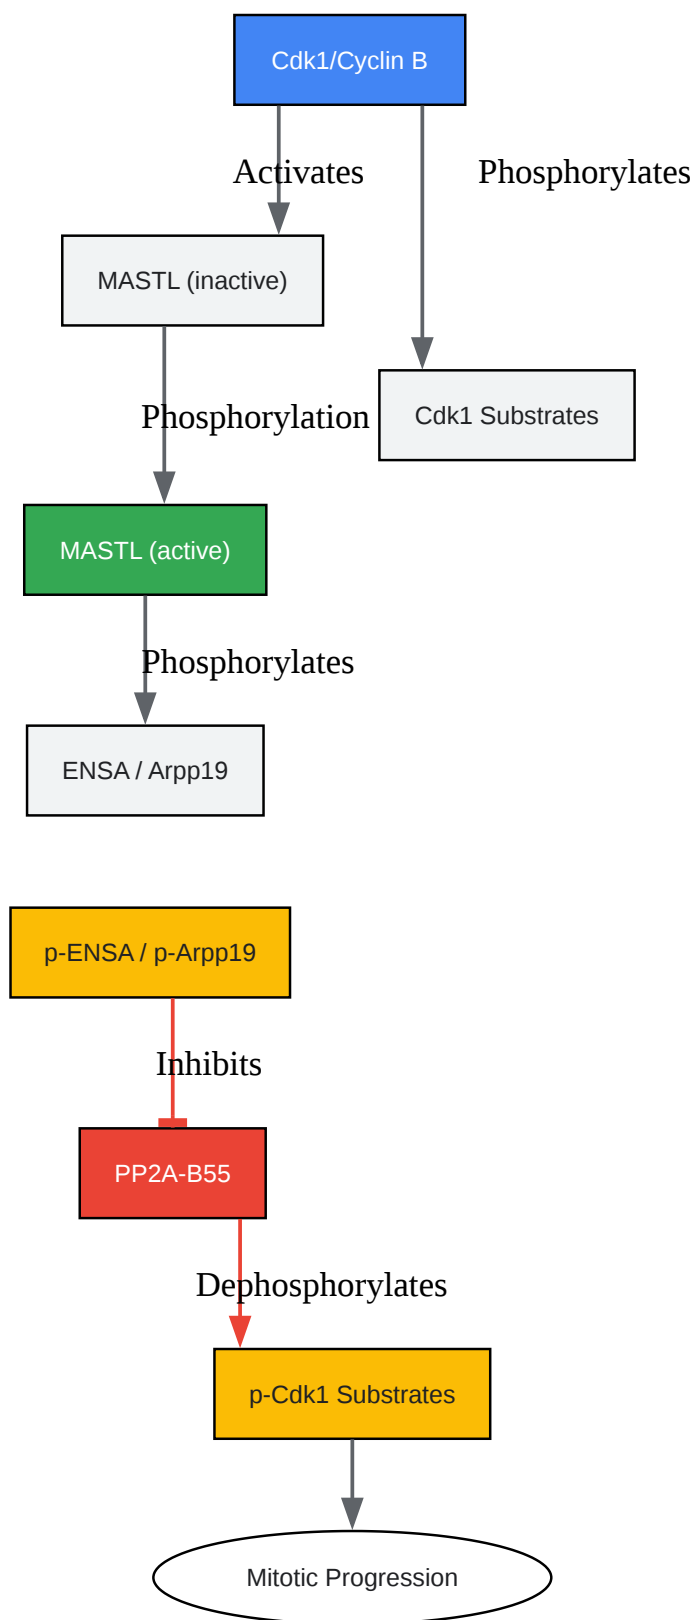 Cdk1/Cyclin B
Activates
Phosphorylates
MASTL (inactive)
Phosphorylation
Cdk1 Substrates
MASTL (active)
Phosphorylates
ENSA / Arpp19
p-ENSA / p-Arpp19
Inhibits
PP2A-B55
Dephosphorylates
p-Cdk1 Substrates
Mitotic Progression